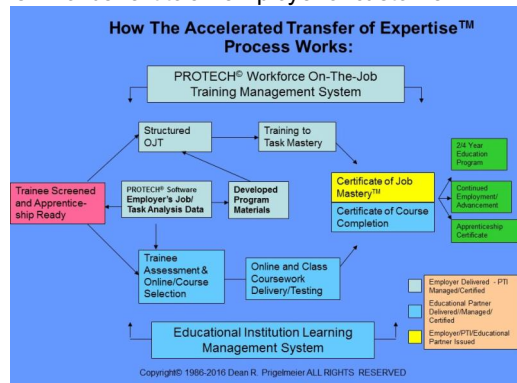 How The Accelerated Transfer of Expertise™
Process Works:
PROTECH© Workforce On-The-Job
Training Management System
Structured
OJT
Training to
Task Mastery
2/4 Year
Education
Program
Trainee Screened
and Apprentice-
ship Ready
PROTECH© Software
Employer's Job/
Task Analysis Data
Developed
Program
Materials
Certificate of Job
Mastery™
Certificate of Course
Completion
Continued
Employment/
Advancement
Apprenticeship
Certificate
Trainee
Assessment &
Online/Course
Selection
Online and Class
Coursework
Delivery/Testing
Employer Delivered - PTI
Managed/Certified
Educational Partner
Delivered//Managed/
Certified
Employer/PTI/Educational
Partner Issued
Educational Institution Learning
Management System
Copyright© 1986-2016 Dean R. Prigelmeier ALL RIGHTS RESERVED